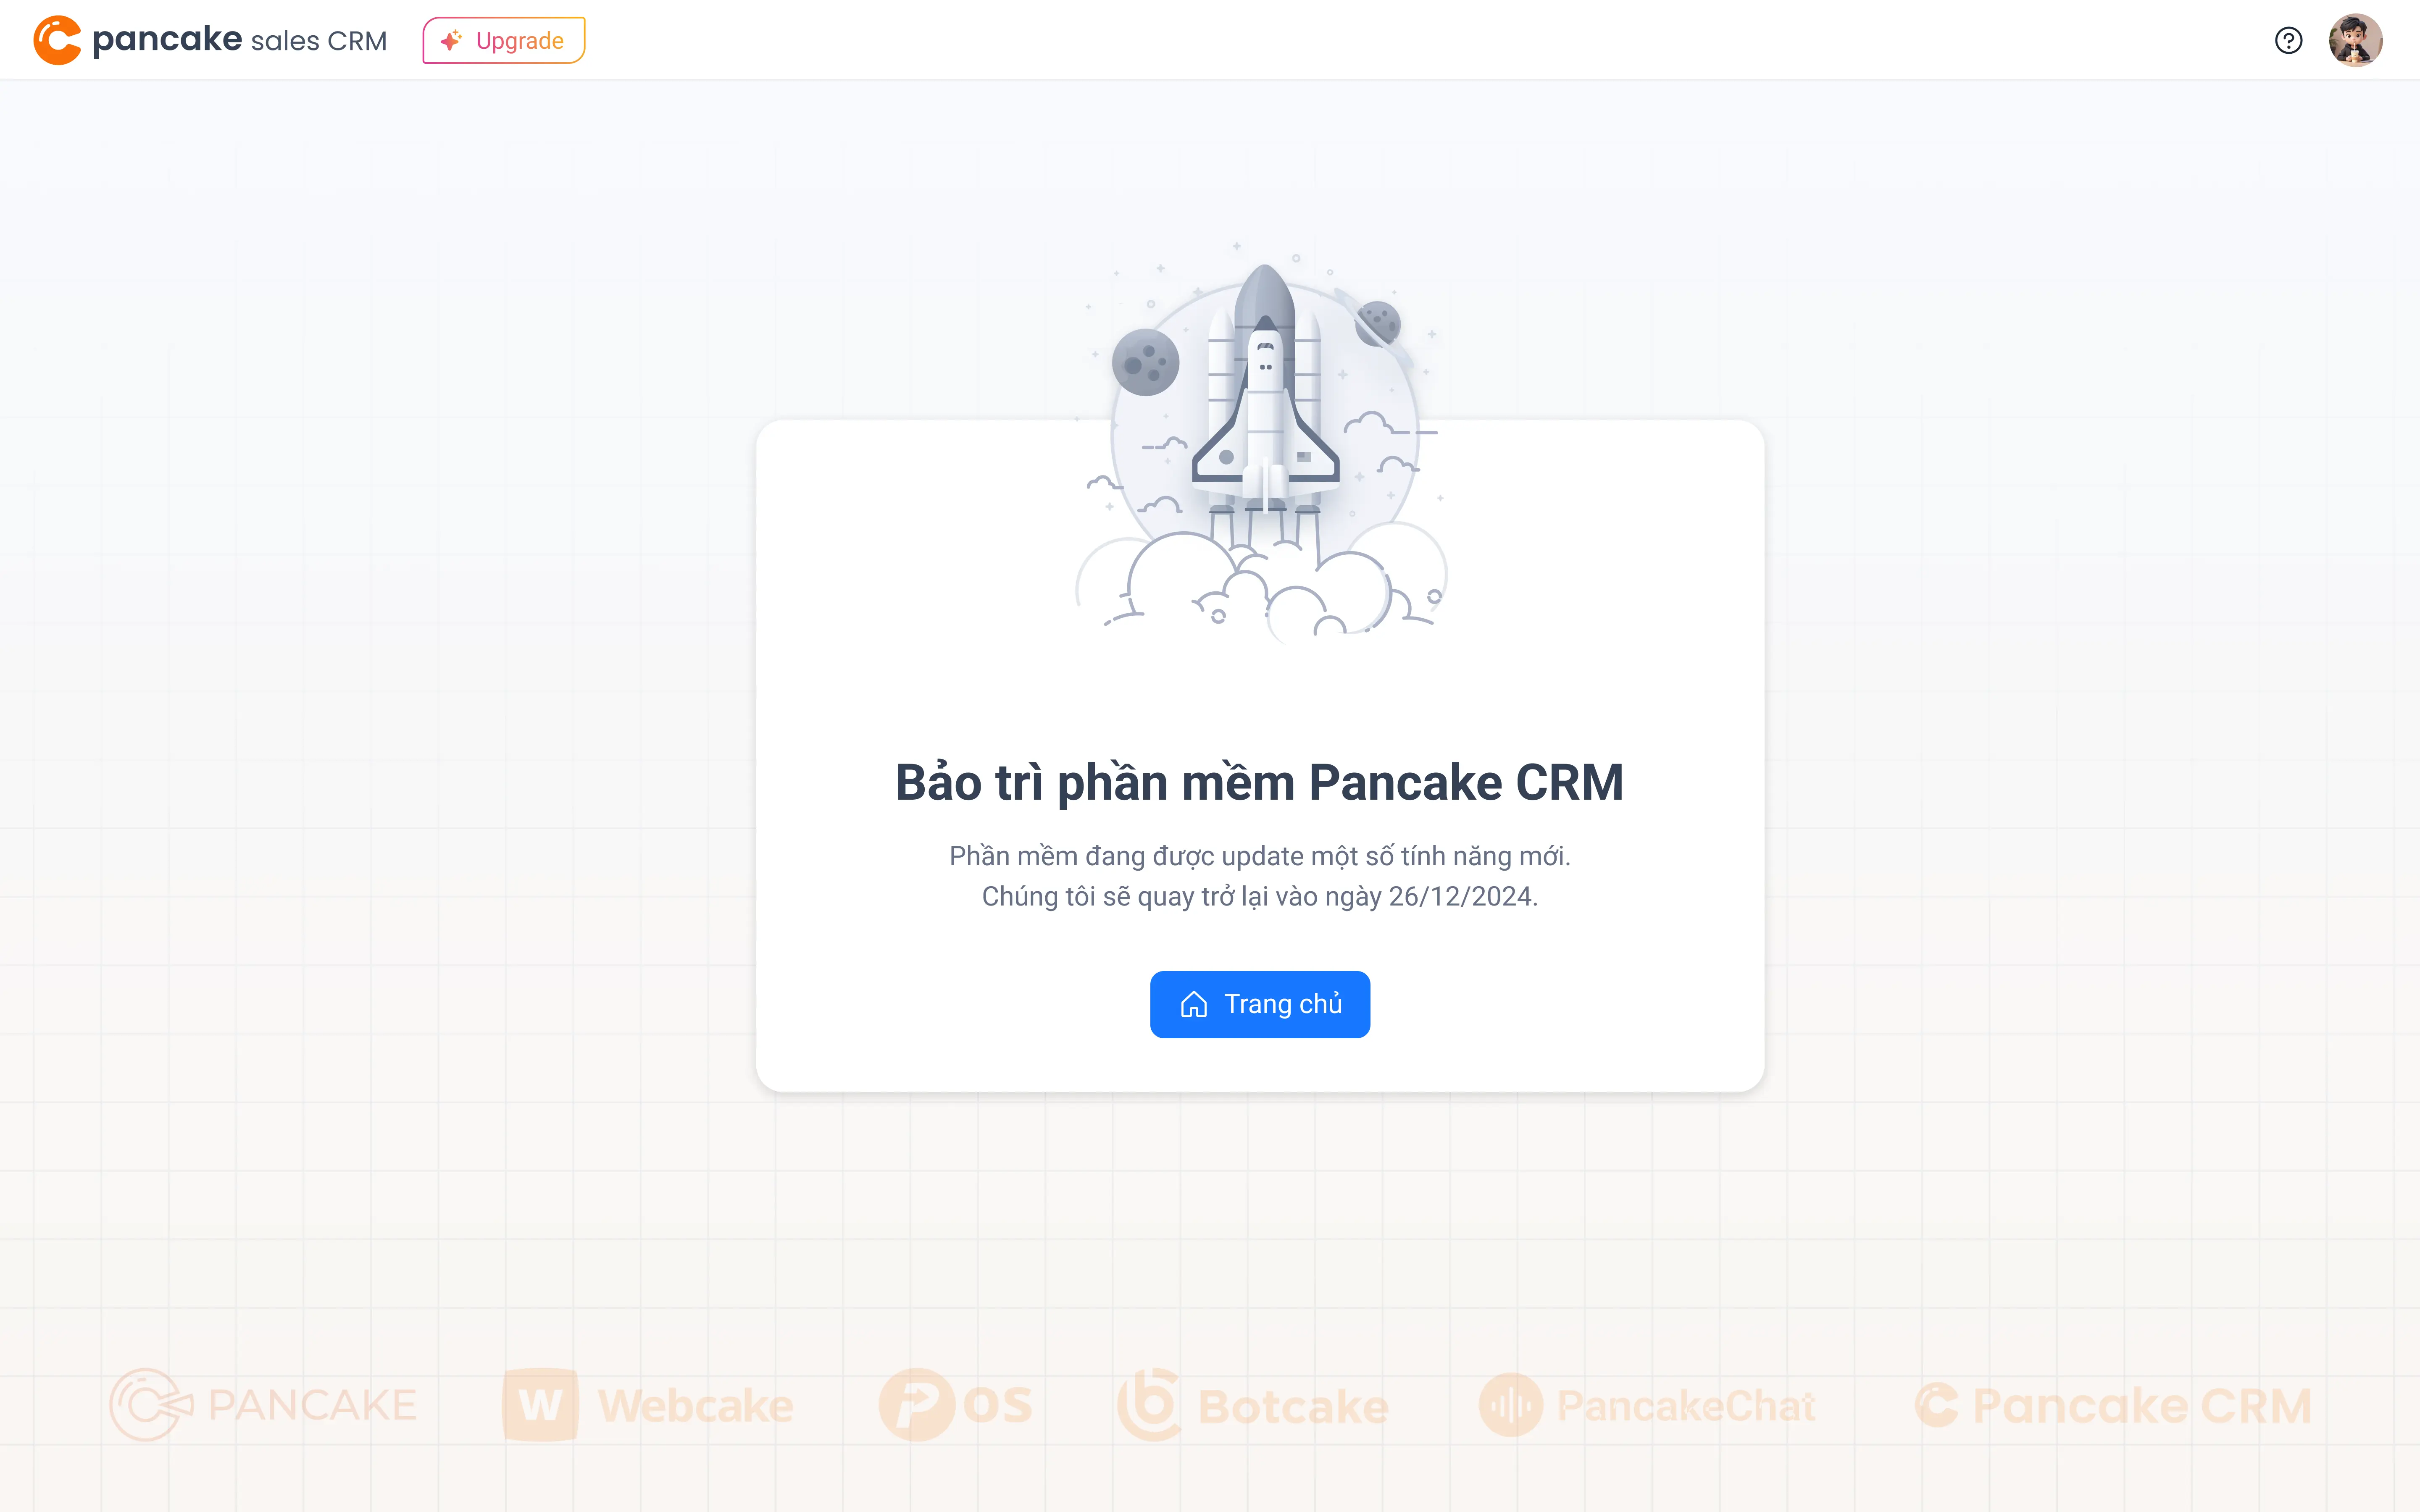 pancake sales CRM
Upgrade
Bảo trì phần mềm Pancake CRM
Phần mềm đang được update một số tính năng mới.
Chúng tôi sẽ quay trở lại vào ngày 26/12/2024.
Trang chủ
PANCAKE
W Webcake
P OS
b Botcake
PancakeChat
Pancake CRM